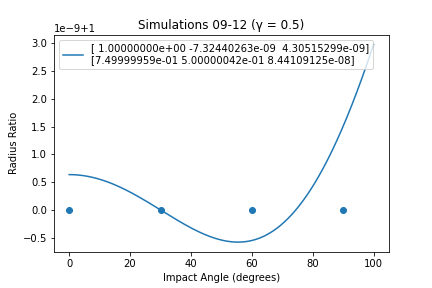 Simulations 09-12 (γ = 0.5)
1e−9+1
[ 1.00000000e+00 -7.32440263e-09  4.30515299e-09]
[7.49999959e-01 5.00000042e-01 8.44109125e-08]
3.0
2.5
2.0
1.5
1.0
0.5
0.0
−0.5
Radius Ratio
0 20 40 60 80 100
Impact Angle (degrees)